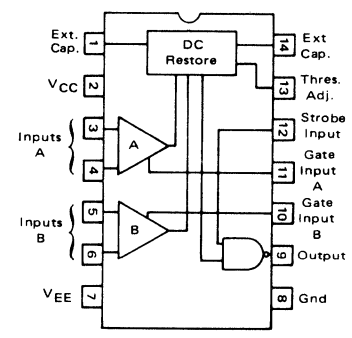 Ext.
Cap.
1
DC
Restore
14
Ext
Cap.
VCC
2
13
Thres.
Adj.
Inputs
A
3
4
A
12
Strobe
Input
11
Gate
Input
A
Inputs
B
5
6
B
10
Gate
Input
B
9
Output
VEE
7
8
Gnd